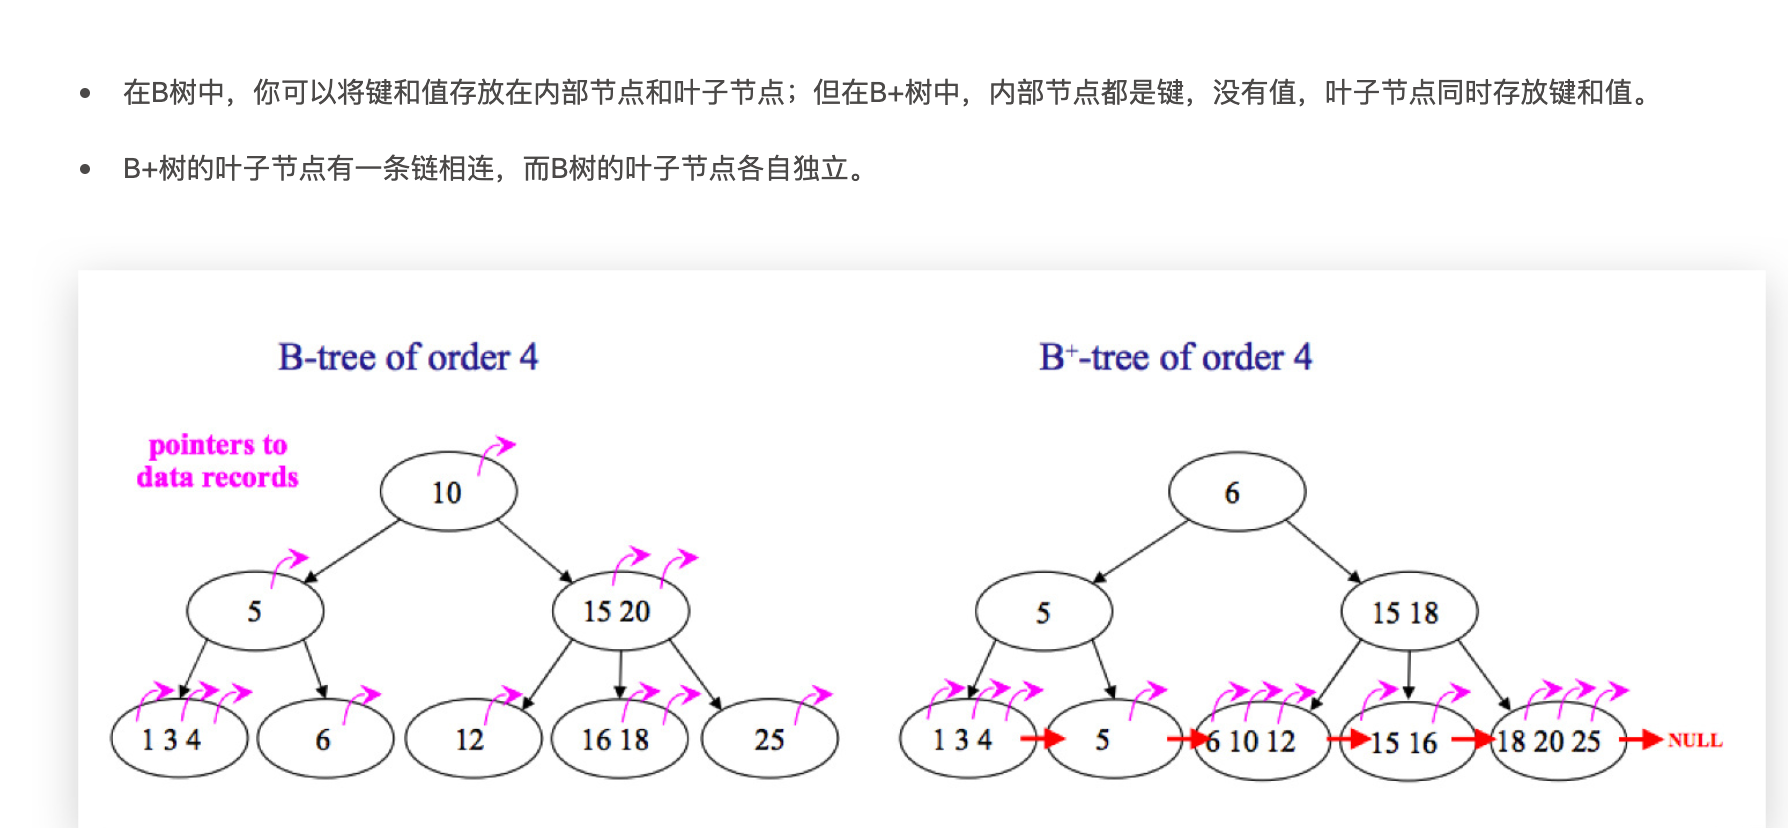 在B树中，你可以将键和值存放在内部节点和叶子节点；但在B+树中，内部节点都是键，没有值，叶子节点同时存放键和值。
B+树的叶子节点有一条链相连，而B树的叶子节点各自独立。
B-tree of order 4
B+-tree of order 4
pointers to
data records
10
6
5
15 20
5
15 18
1 3 4
6
12
16 18
25
1 3 4
5
6 10 12
15 16
18 20 25
NULL